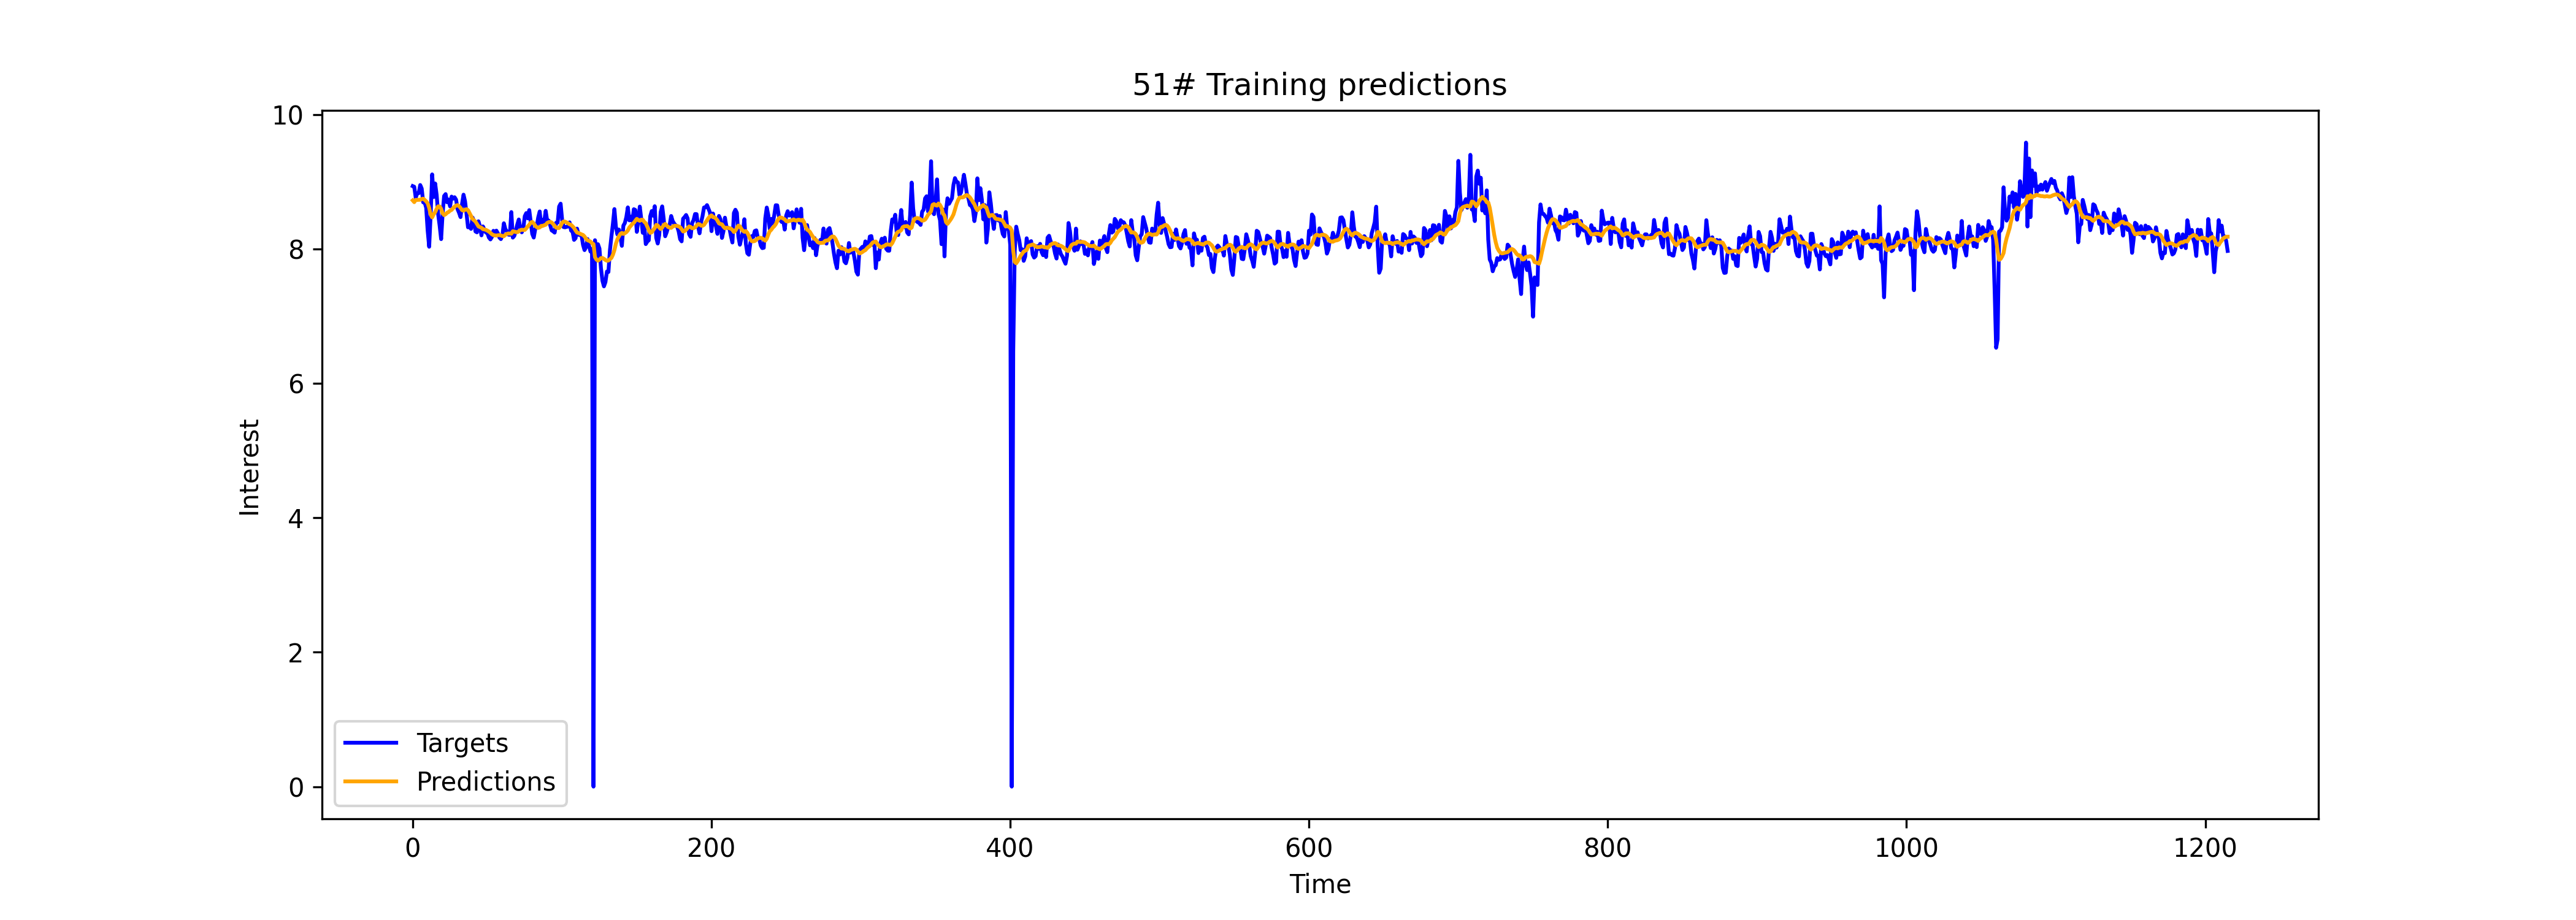 51# Training predictions
10
8
6
4
2
0
Interest
Targets
Predictions
0 200 400 600 800 1000 1200
Time